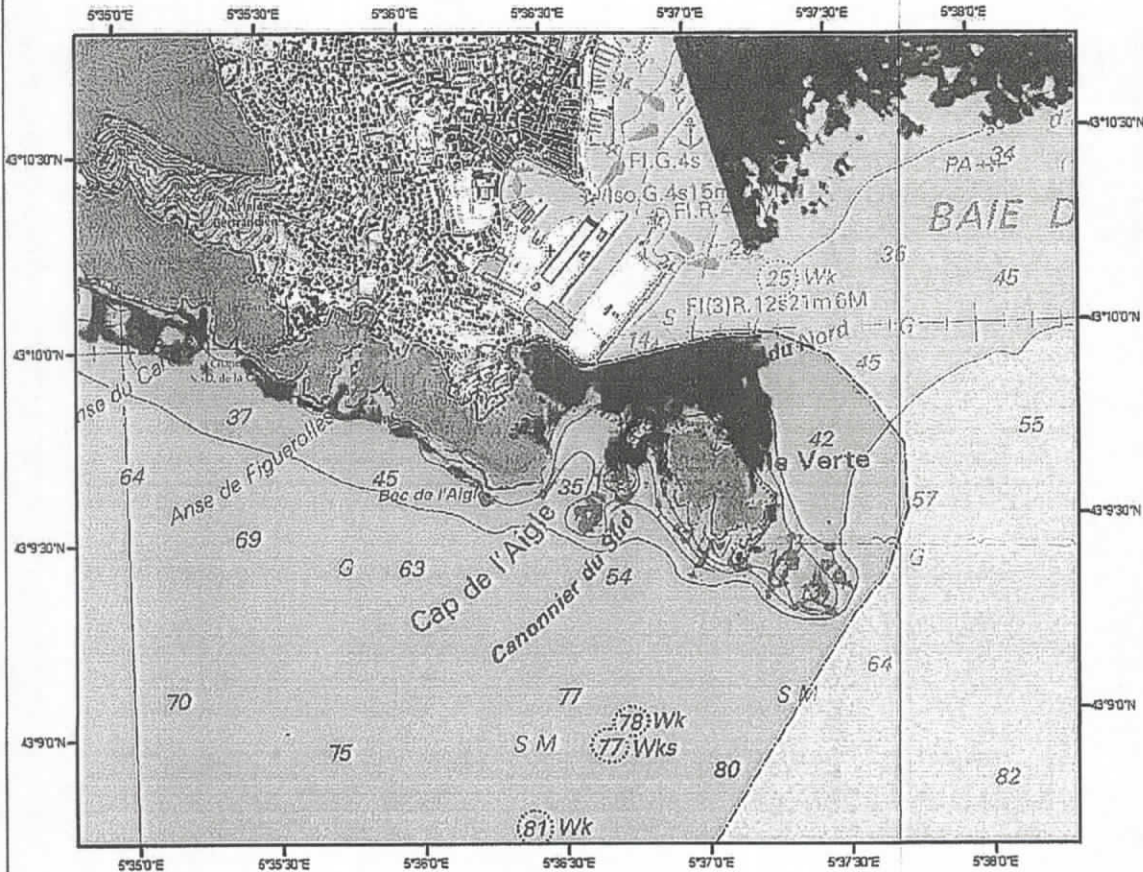 5°35'0"E 5°35'30"E 5°36'0"E 5°36'30"E 5°37'0"E 5°37'30"E 5°38'0"E
43°10'30"N
43°10'30"N
Fl.G.4s
Iso.G.4s15m
M
Fl.R.4
PA
34
BAIE D
36
45
25 Wk
Fl(3)R.12s21m6M
S
14
G
43°10'0"N
43°10'0"N
du Nord
45
37
Anse de Figuerolles
64
45
Bec de l'Aigle
35
42
Ile Verte
55
57
43°9'30"N
43°9'30"N
69
G
63
Cap de l'Aigle
Canonnier du Sud
54
G
64
70
77
S M
78 Wk
43°9'0"N
43°9'0"N
75
S M
77 Wks
80
82
81 Wk
5°35'0"E 5°35'30"E 5°36'0"E 5°36'30"E 5°37'0"E 5°37'30"E 5°38'0"E